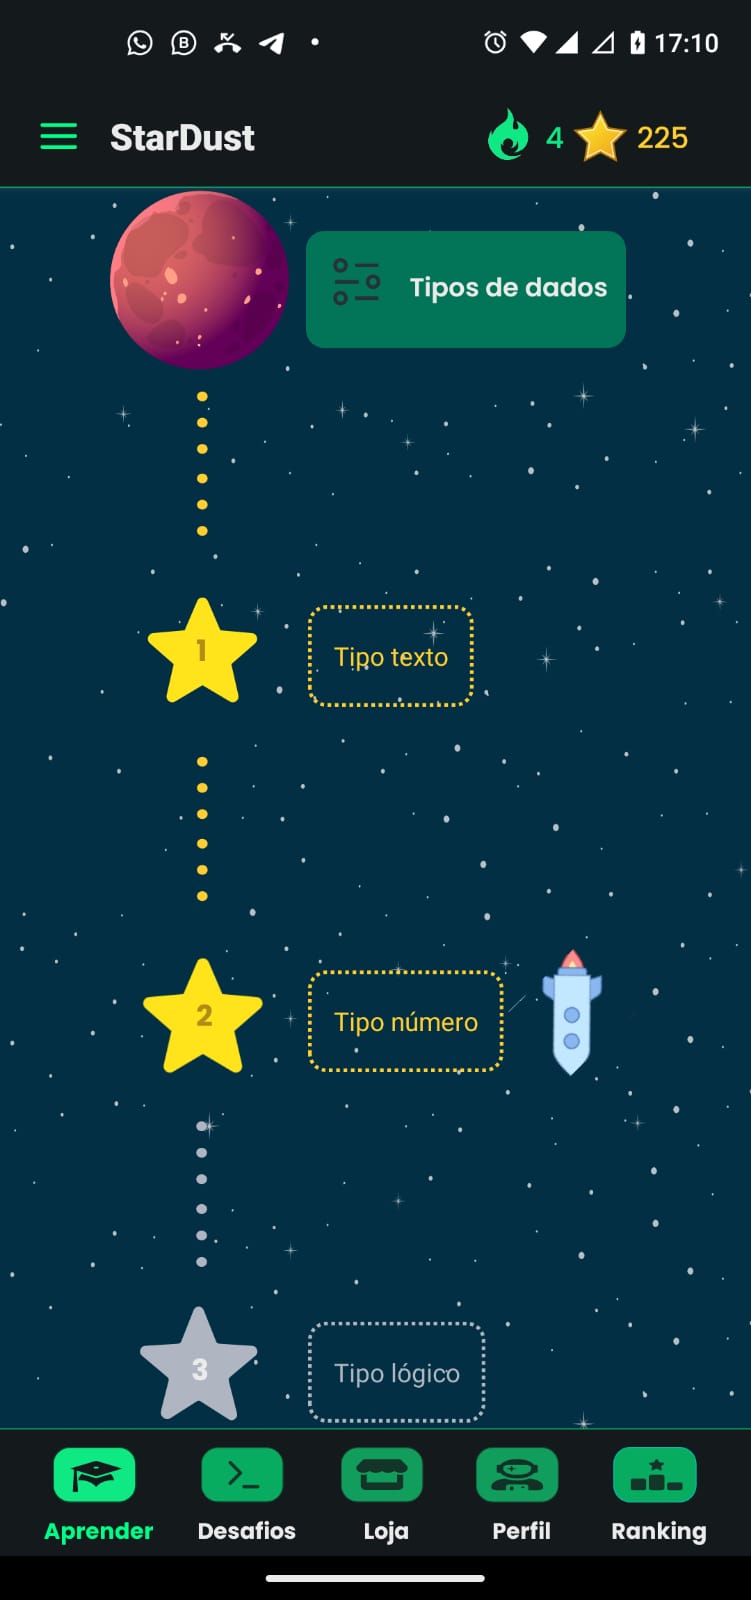 17:10
StarDust
4
225
Tipos de dados
1
Tipo texto
2
Tipo número
3
Tipo lógico
Aprender
Desafios
Loja
Perfil
Ranking